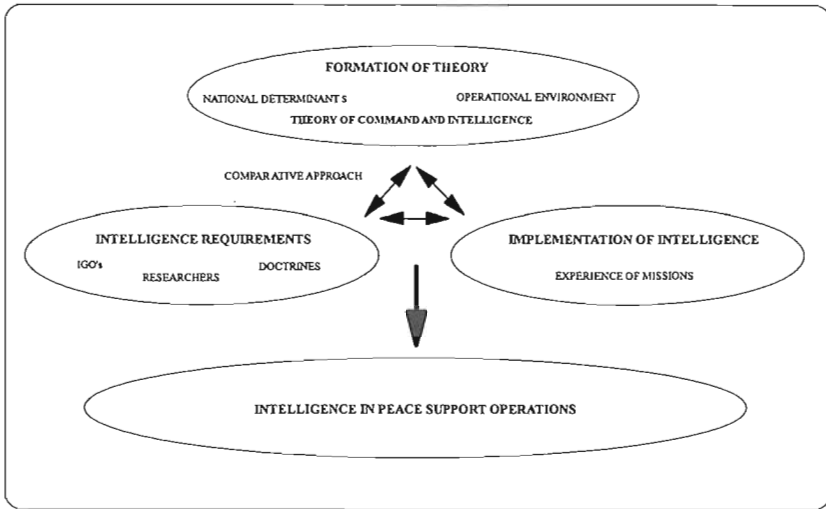 FORMATION OF THEORY
NATIONAL DETERMINANT S OPERATIONAL ENVIRONMENT
THEORY OF COMMAND AND INTELLIGENCE
COMPARATIVE APPROACH
INTELLIGENCE REQUIREMENTS
IGO's RESEARCHERS DOCTRINES
IMPLEMENTATION OF INTELLIGENCE
EXPERIENCE OF MISSIONS
INTELLIGENCE IN PEACE SUPPORT OPERATIONS